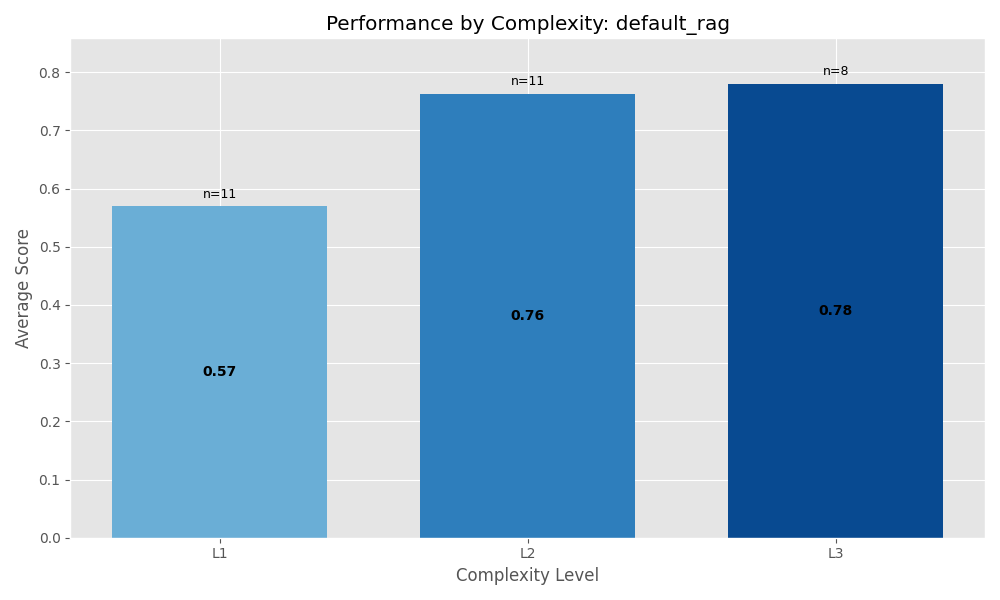 Performance by Complexity: default_rag
Average Score
0.8
0.7
0.6
0.5
0.4
0.3
0.2
0.1
0.0
n=11
0.57
n=11
0.76
n=8
0.78
L1
L2
L3
Complexity Level